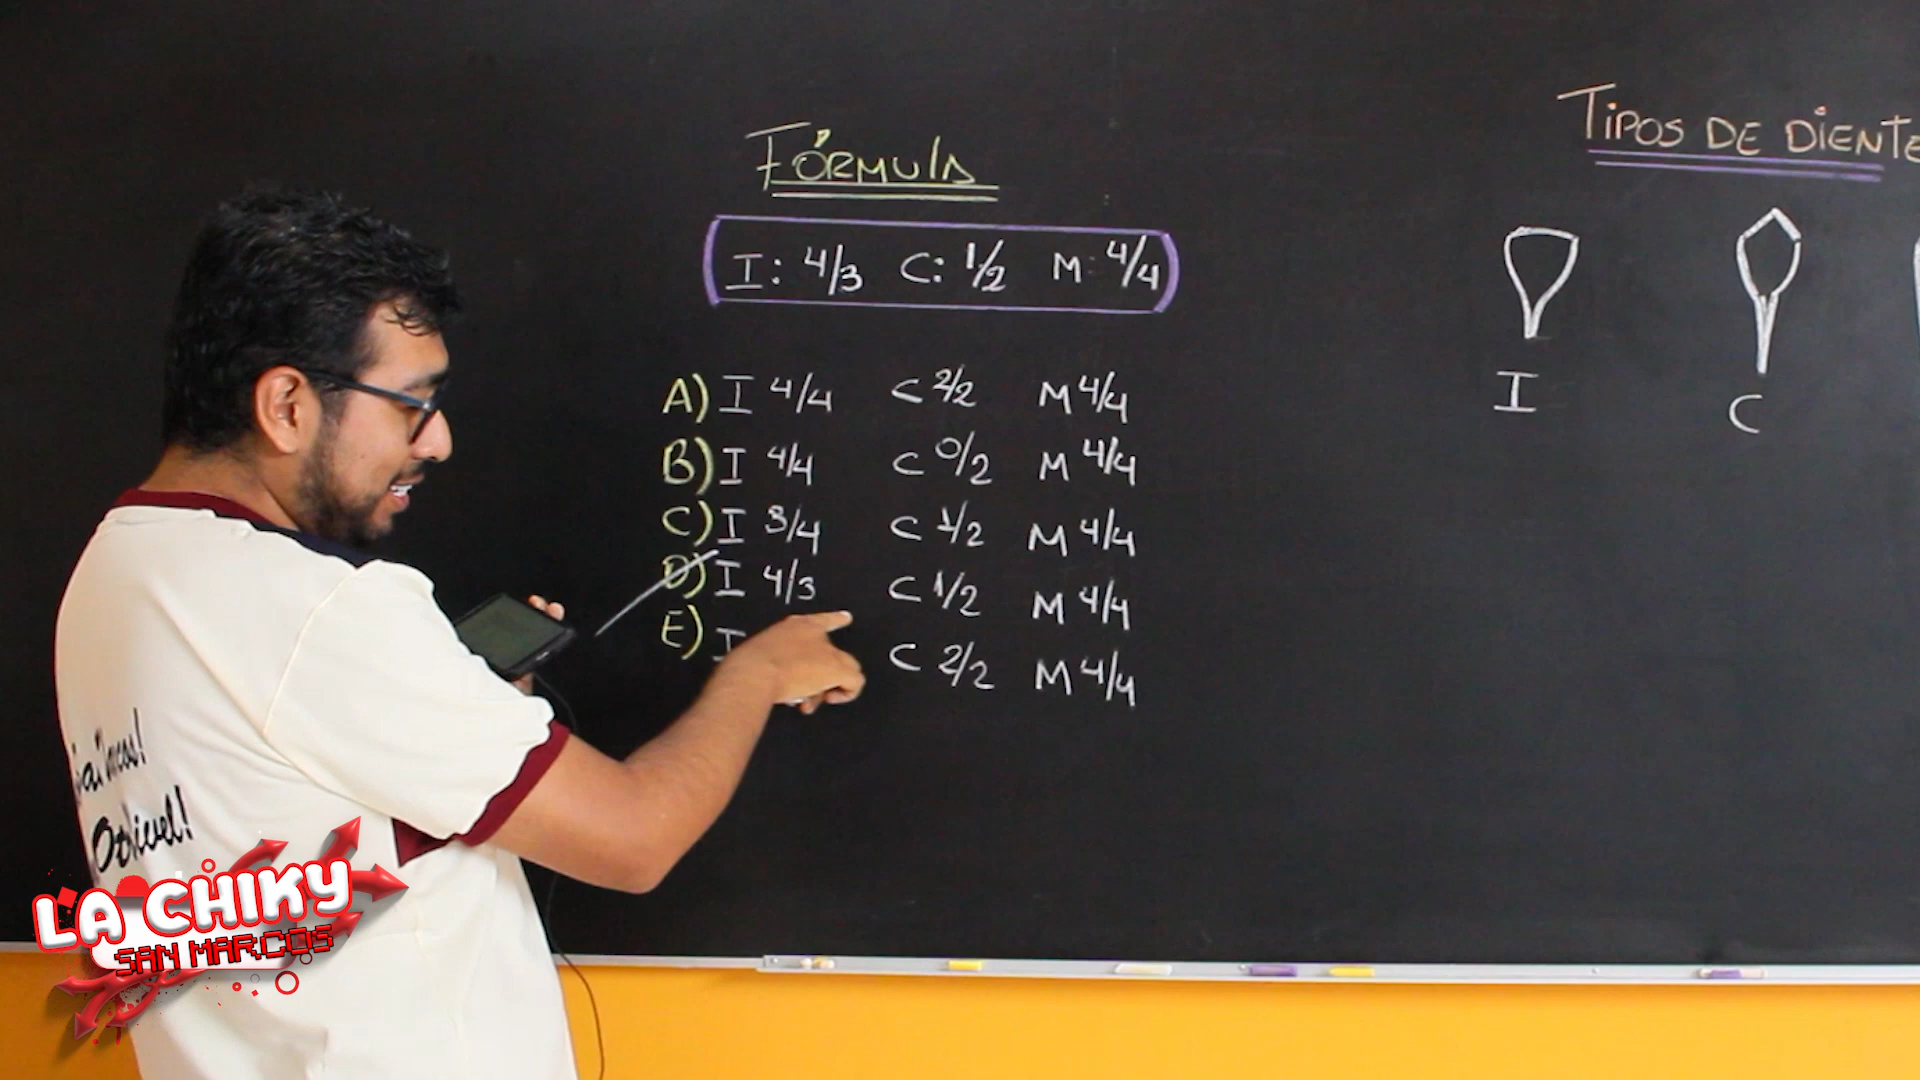 FÓRMULA
I: 4/3 C: 1/2 M: 4/4
A) I 4/4 C 2/2 M 4/4
B) I 4/4 C 0/2 M 4/4
C) I 3/4 C 1/2 M 4/4
D) I 4/3 C 1/2 M 4/4
E) I C 2/2 M 4/4
TIPOS DE DIENTE
I C
LA CHIKY
SAN MARCOS